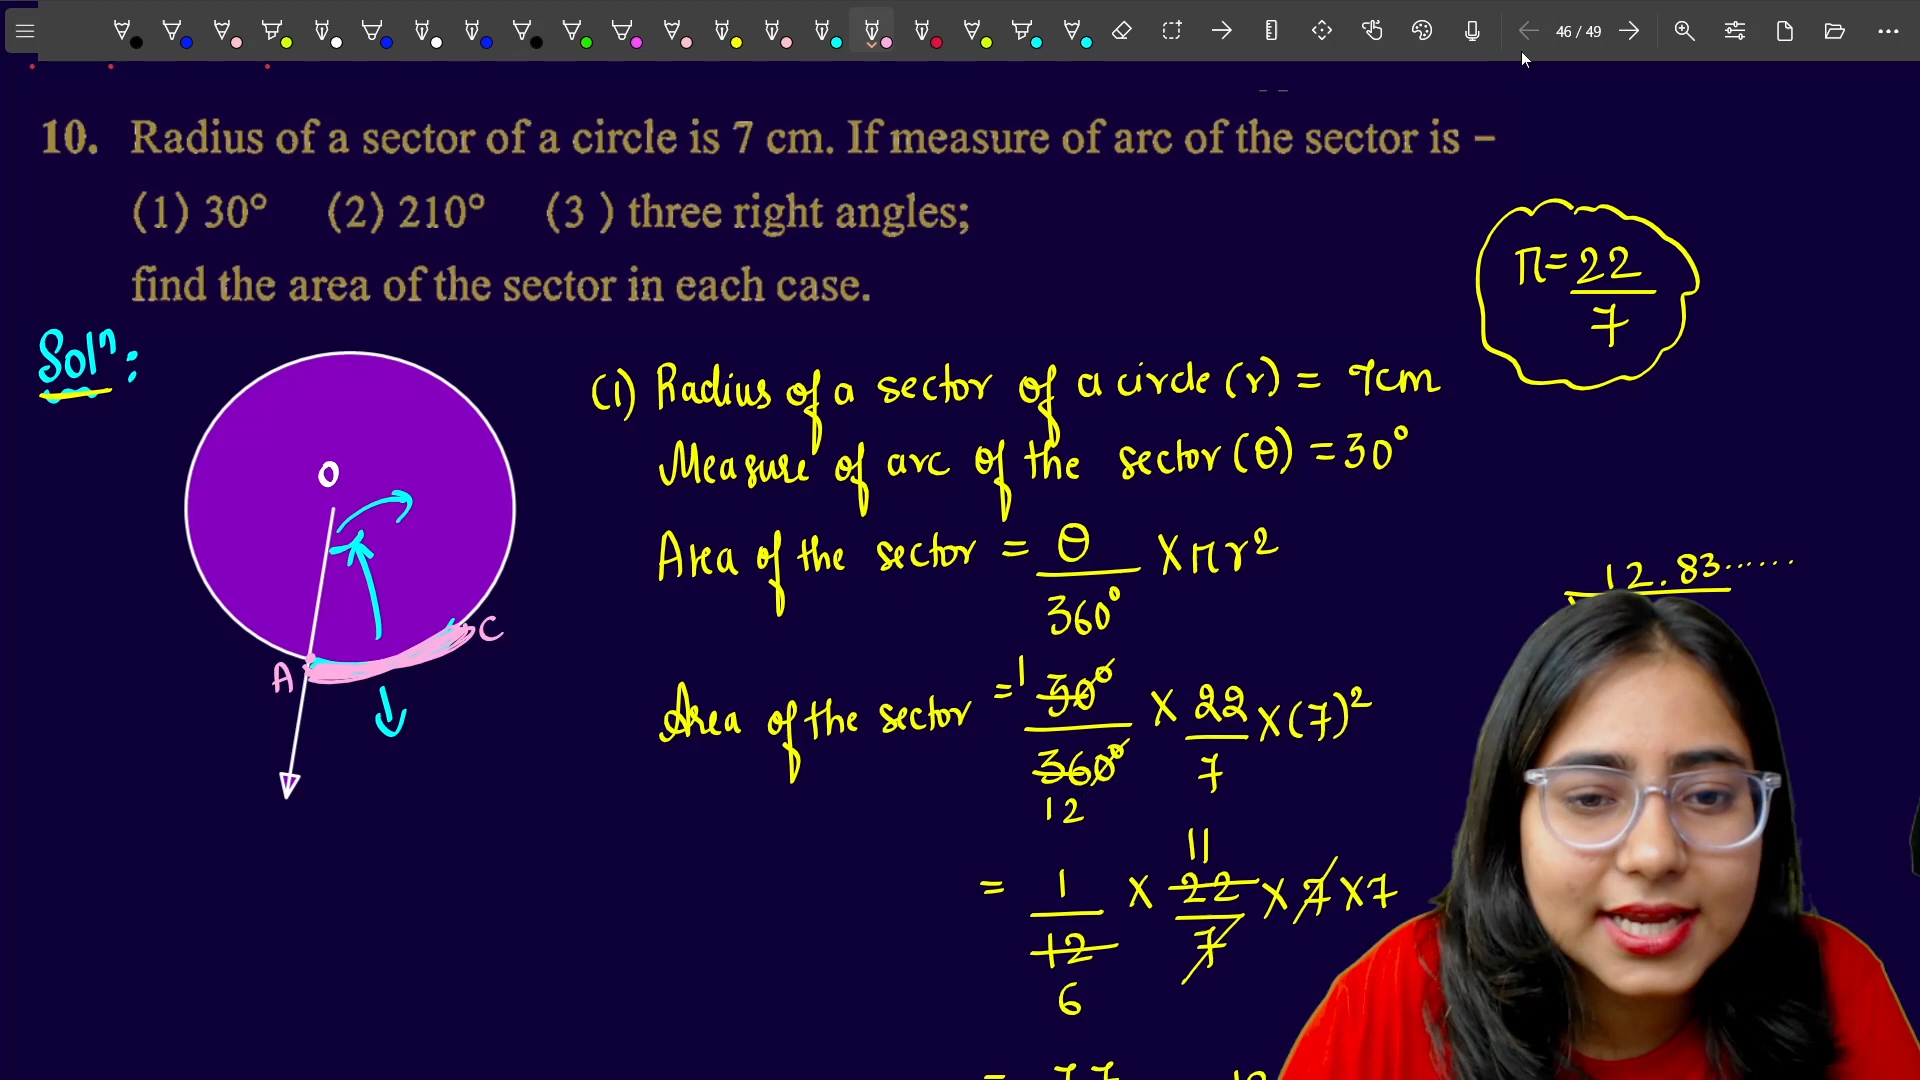 46 / 49
10. Radius of a sector of a circle is 7 cm. If measure of arc of the sector is –
(1) 30° (2) 210° (3 ) three right angles;
find the area of the sector in each case.
π = 22/7
Solⁿ:
O
A
C
(1) Radius of a sector of a circle (r) = 7cm
Measure of arc of the sector (θ) = 30°
Area of the sector = θ/360° × πr²
12.83......
Area of the sector = 1 30°/360° 12 × 22/7 × (7)²
= 1/12 6 × 11 22/7 × 7 × 7
= 77